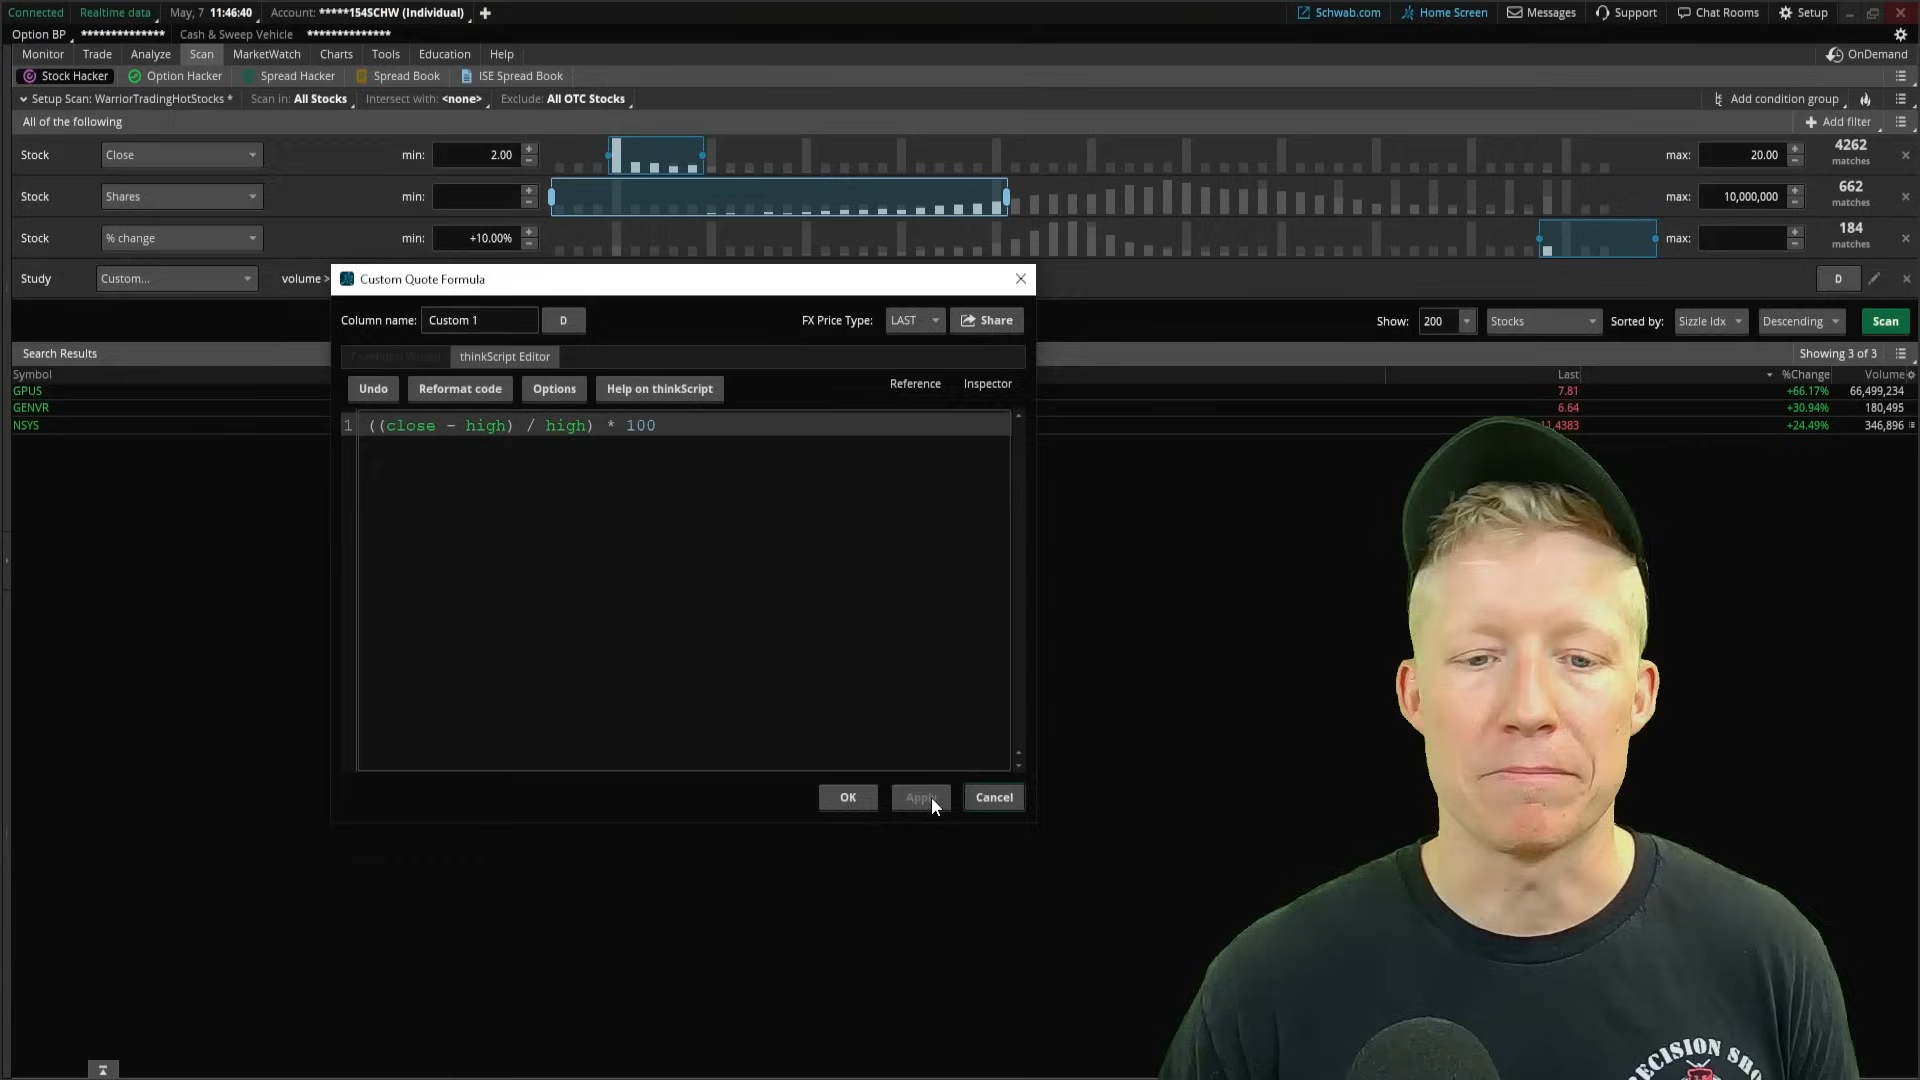 Connected Realtime data May, 7 11:46:40 Account: *****154SCHW (Individual) Schwab.com Home Screen Messages Support Chat Rooms Setup
Option BP ************** Cash & Sweep Vehicle **************
Monitor Trade Analyze Scan MarketWatch Charts Tools Education Help OnDemand
Stock Hacker Option Hacker Spread Hacker Spread Book ISE Spread Book
Setup Scan: WarriorTradingHotStocks * Scan in: All Stocks Intersect with: <none> Exclude: All OTC Stocks Add condition group
All of the following Add filter
Stock Close min: 2.00 max: 20.00 4262 matches
Stock Shares min: max: 10,000,000 662 matches
Stock % change min: +10.00% max: 184 matches
Study Custom... volume > D
Custom Quote Formula
Column name: Custom 1 D FX Price Type: LAST Share
Show: 200 Stocks Sorted by: Sizzle Idx Descending Scan
thinkScript Editor
Search Results Showing 3 of 3
Symbol Last %Change Volume
Undo Reformat code Options Help on thinkScript Reference Inspector
GPUS 7.81 +66.17% 66,499,234
GENVR 6.64 +30.94% 180,495
NSYS 11.4383 +24.49% 346,896
1 ((close - high) / high) * 100
OK Apply Cancel